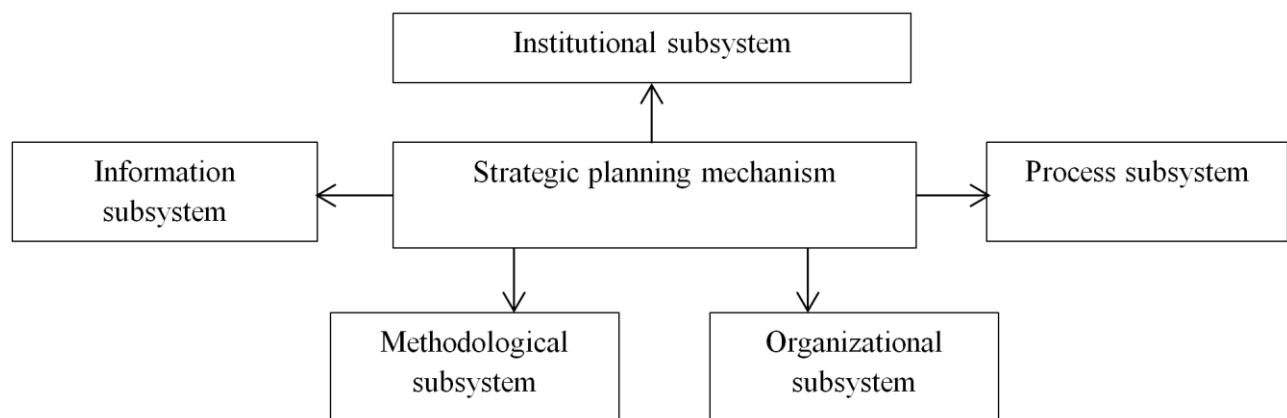 Institutional subsystem
Information
subsystem
Strategic planning mechanism
Process subsystem
Methodological
subsystem
Organizational
subsystem